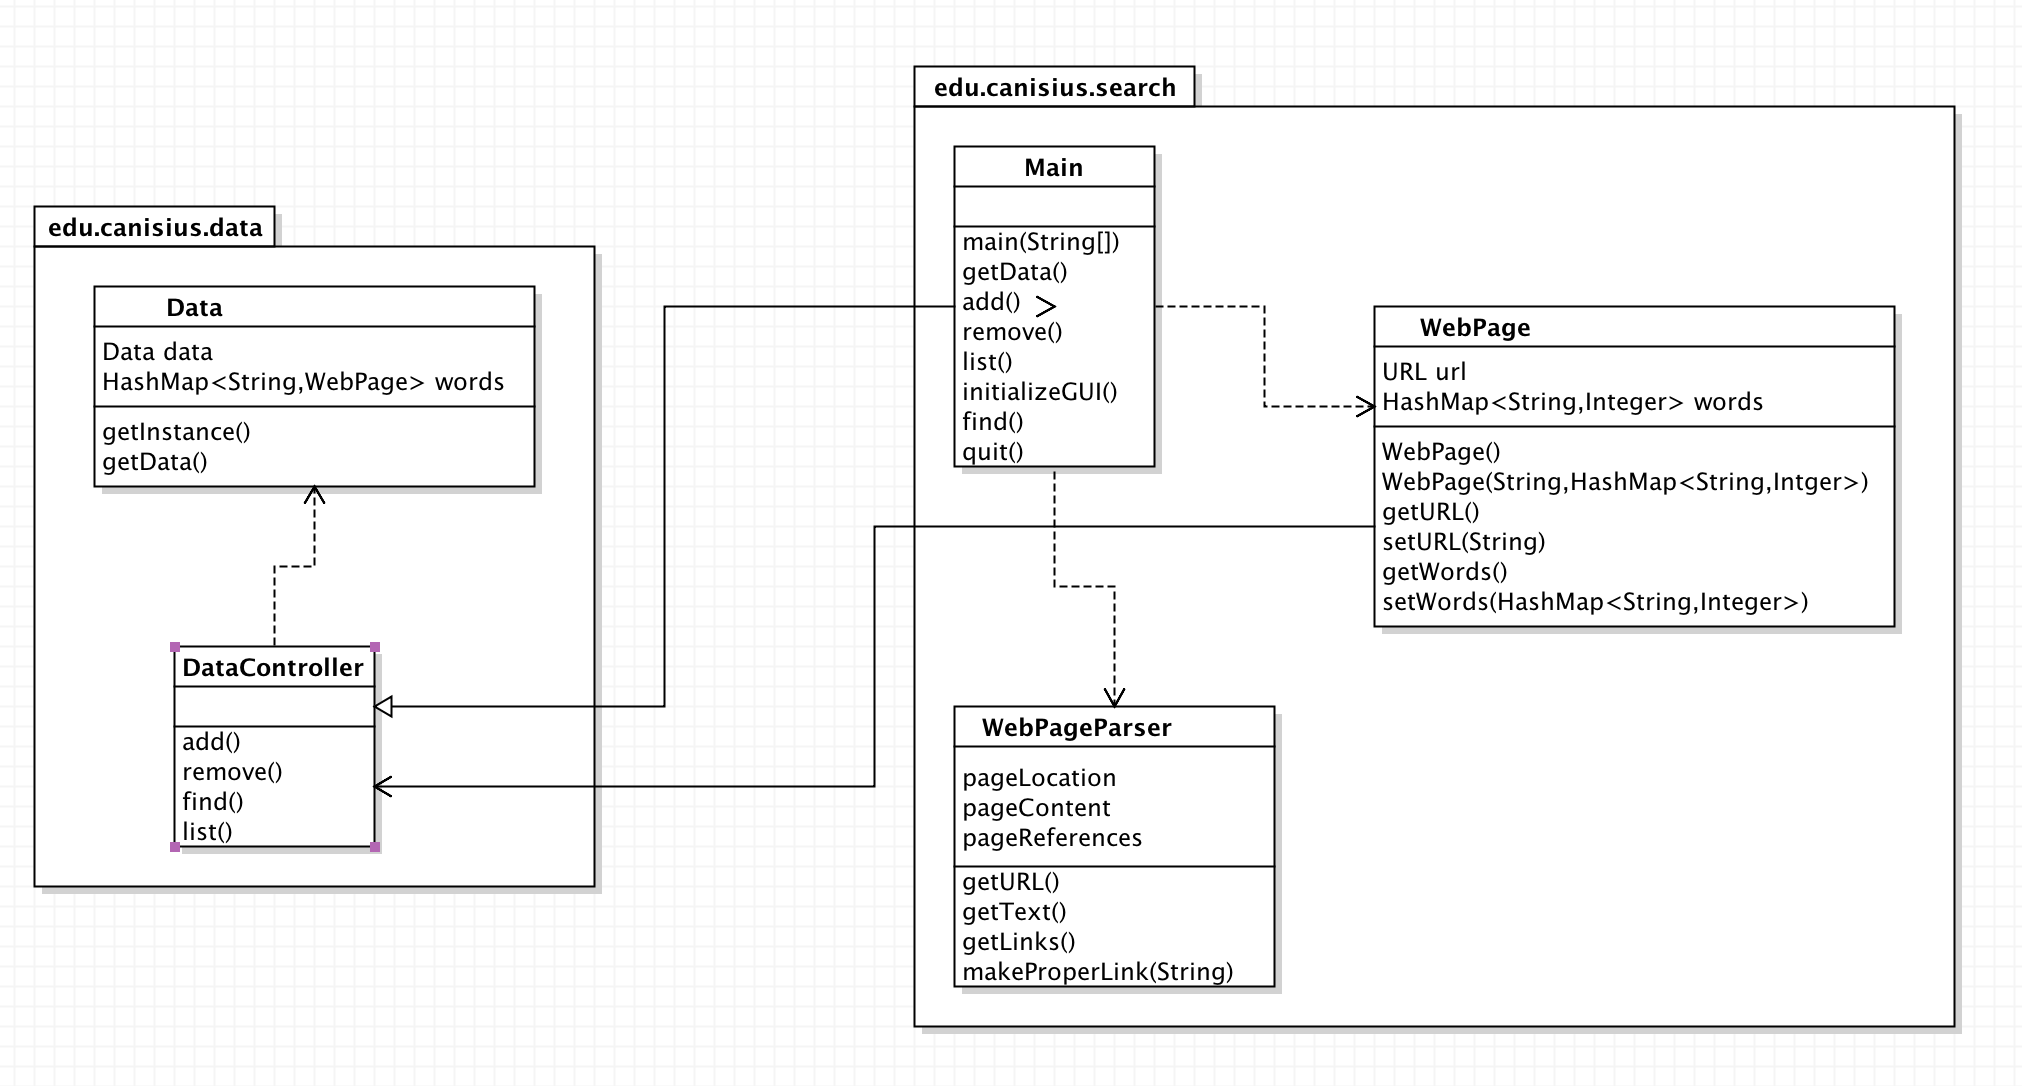 edu.canisius.data
Data
Data data
HashMap<String,WebPage> words
getInstance()
getData()
DataController
add()
remove()
find()
list()
edu.canisius.search
Main
main(String[])
getData()
add()
remove()
list()
initializeGUI()
find()
quit()
WebPage
URL url
HashMap<String,Integer> words
WebPage()
WebPage(String,HashMap<String,Intger>)
getURL()
setURL(String)
getWords()
setWords(HashMap<String,Integer>)
WebPageParser
pageLocation
pageContent
pageReferences
getURL()
getText()
getLinks()
makeProperLink(String)